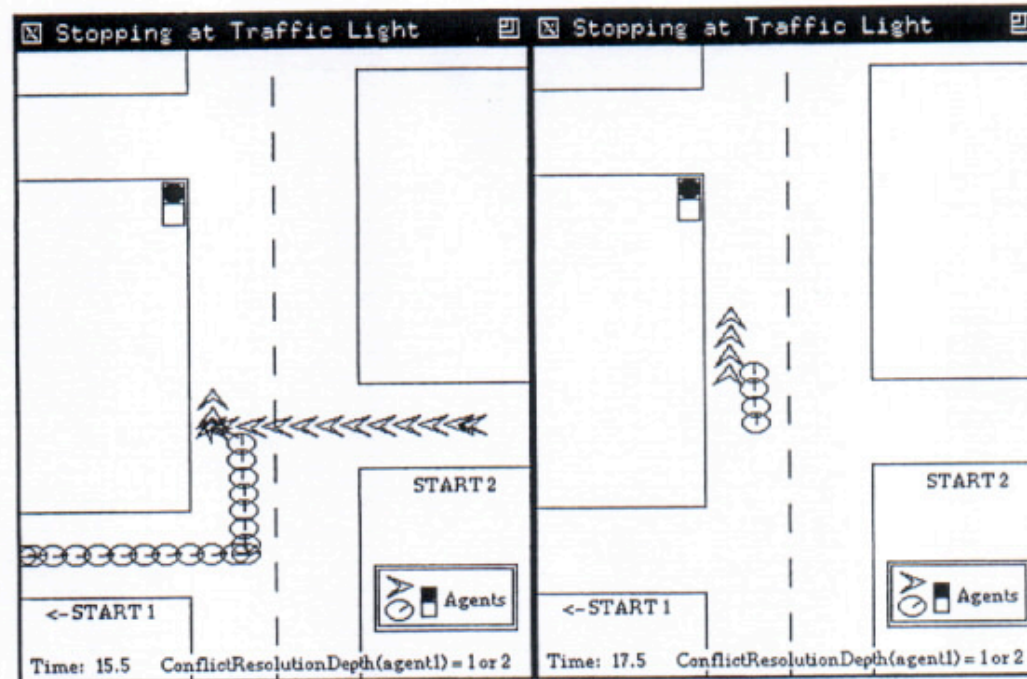 Stopping at Traffic Light
START 2
Agents
<-START 1
Time: 15.5 ConflictResolutionDepth(agent1) = 1 or 2
Stopping at Traffic Light
START 2
Agents
<-START 1
Time: 17.5 ConflictResolutionDepth(agent1) = 1 or 2